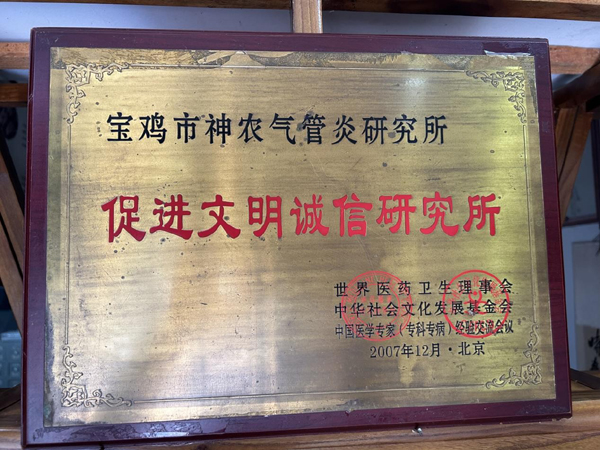 宝鸡市神农气管炎研究所
促进文明诚信研究所
世界医药卫生理事会
中华社会文化发展基金会
中国医学专家(专科专病)经验交流会议
2007年12月·北京